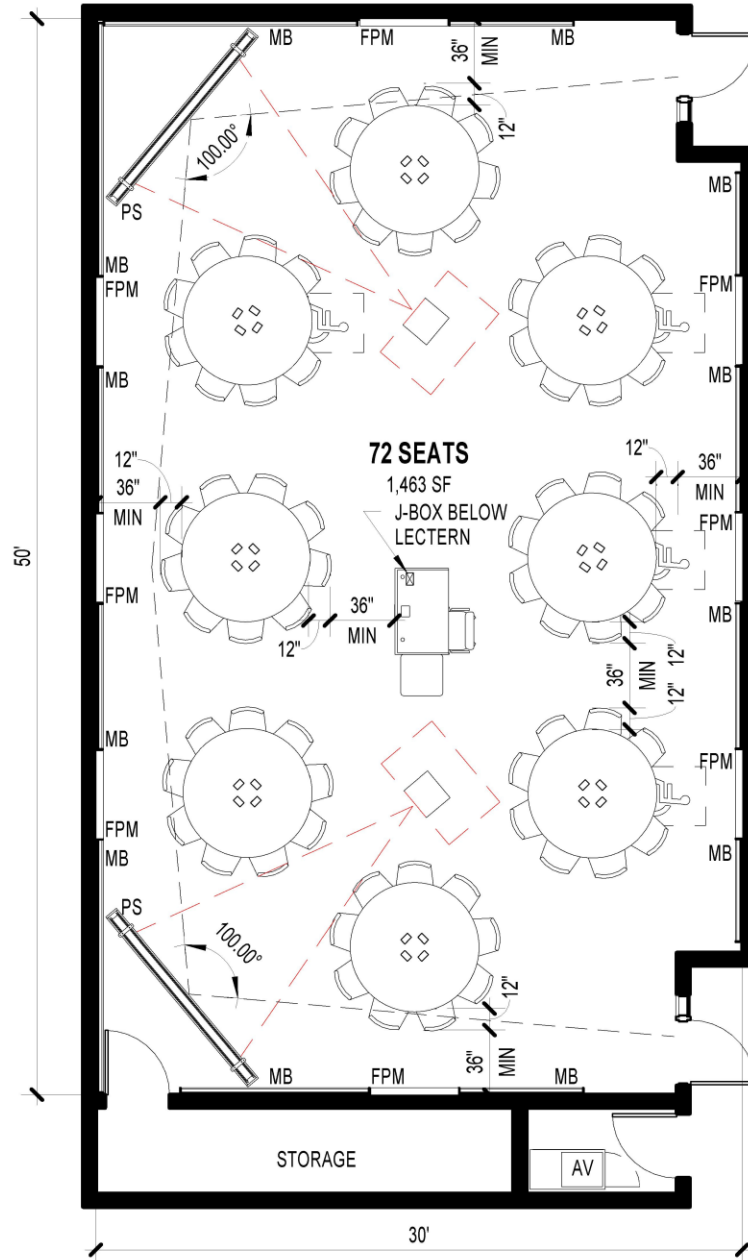 MB
FPM
36"
MIN
MB
12"
100.00°
PS
MB
MB
FPM
FPM
MB
MB
72 SEATS
1,463 SF
J-BOX BELOW
LECTERN
12"
36"
MIN
12"
36"
MIN
FPM
50'
FPM
36"
MIN
12"
MB
12"
36"
MIN
12"
MB
FPM
FPM
MB
MB
PS
100.00°
12"
36"
MIN
MB
FPM
MB
STORAGE
AV
30'